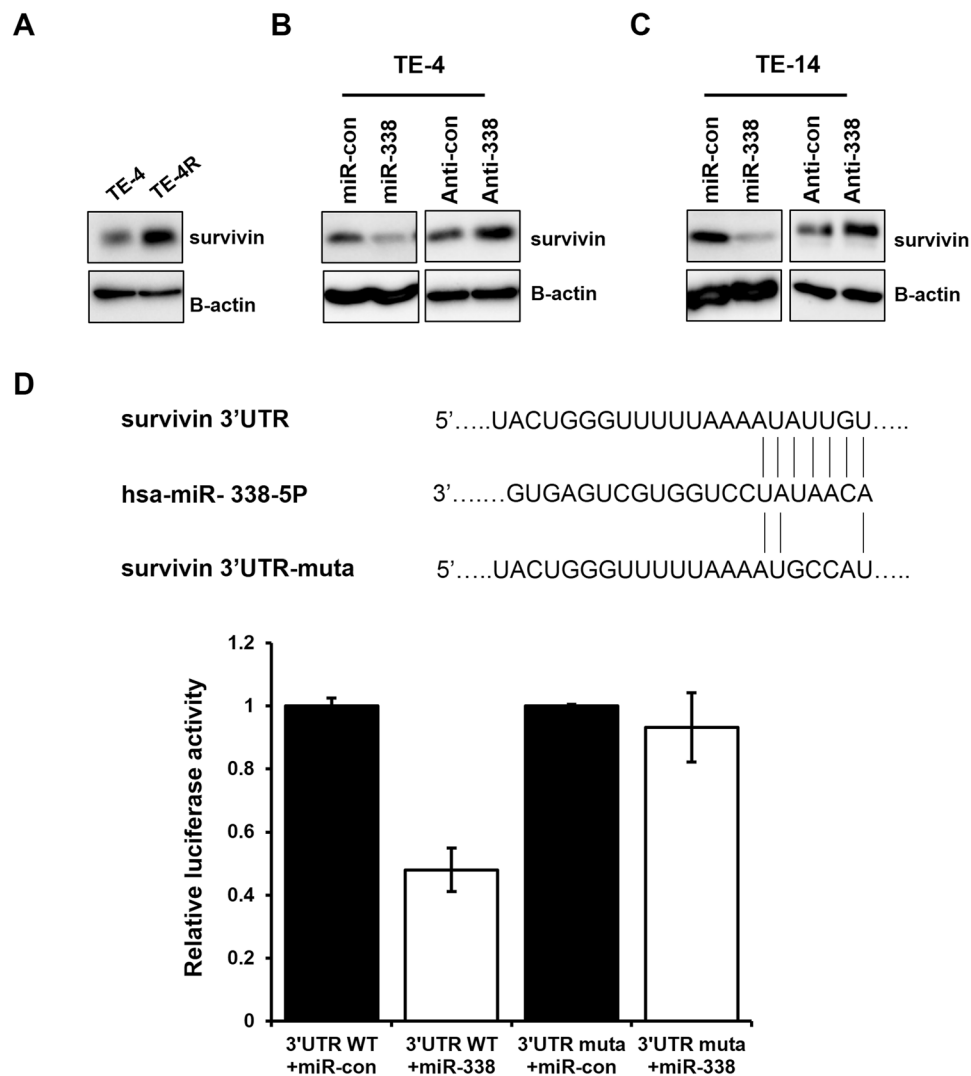 A
B
C
TE-4
TE-14
TE-4
TE-4R
miR-con
miR-338
Anti-con
Anti-338
miR-con
miR-338
Anti-con
Anti-338
survivin
survivin
survivin
B-actin
B-actin
B-actin
D
survivin 3'UTR 5'.....UACUGGGUUUUUAAAAUAUUGU.....
hsa-miR- 338-5P 3'.......GUGAGUCGUGGUCCUAUAACA
survivin 3'UTR-muta 5'.....UACUGGGUUUUUAAAAUGCCAU.....
Relative luciferase activity
1.2
1
0.8
0.6
0.4
0.2
0
3'UTR WT +miR-con
3'UTR WT +miR-338
3'UTR muta +miR-con
3'UTR muta +miR-338